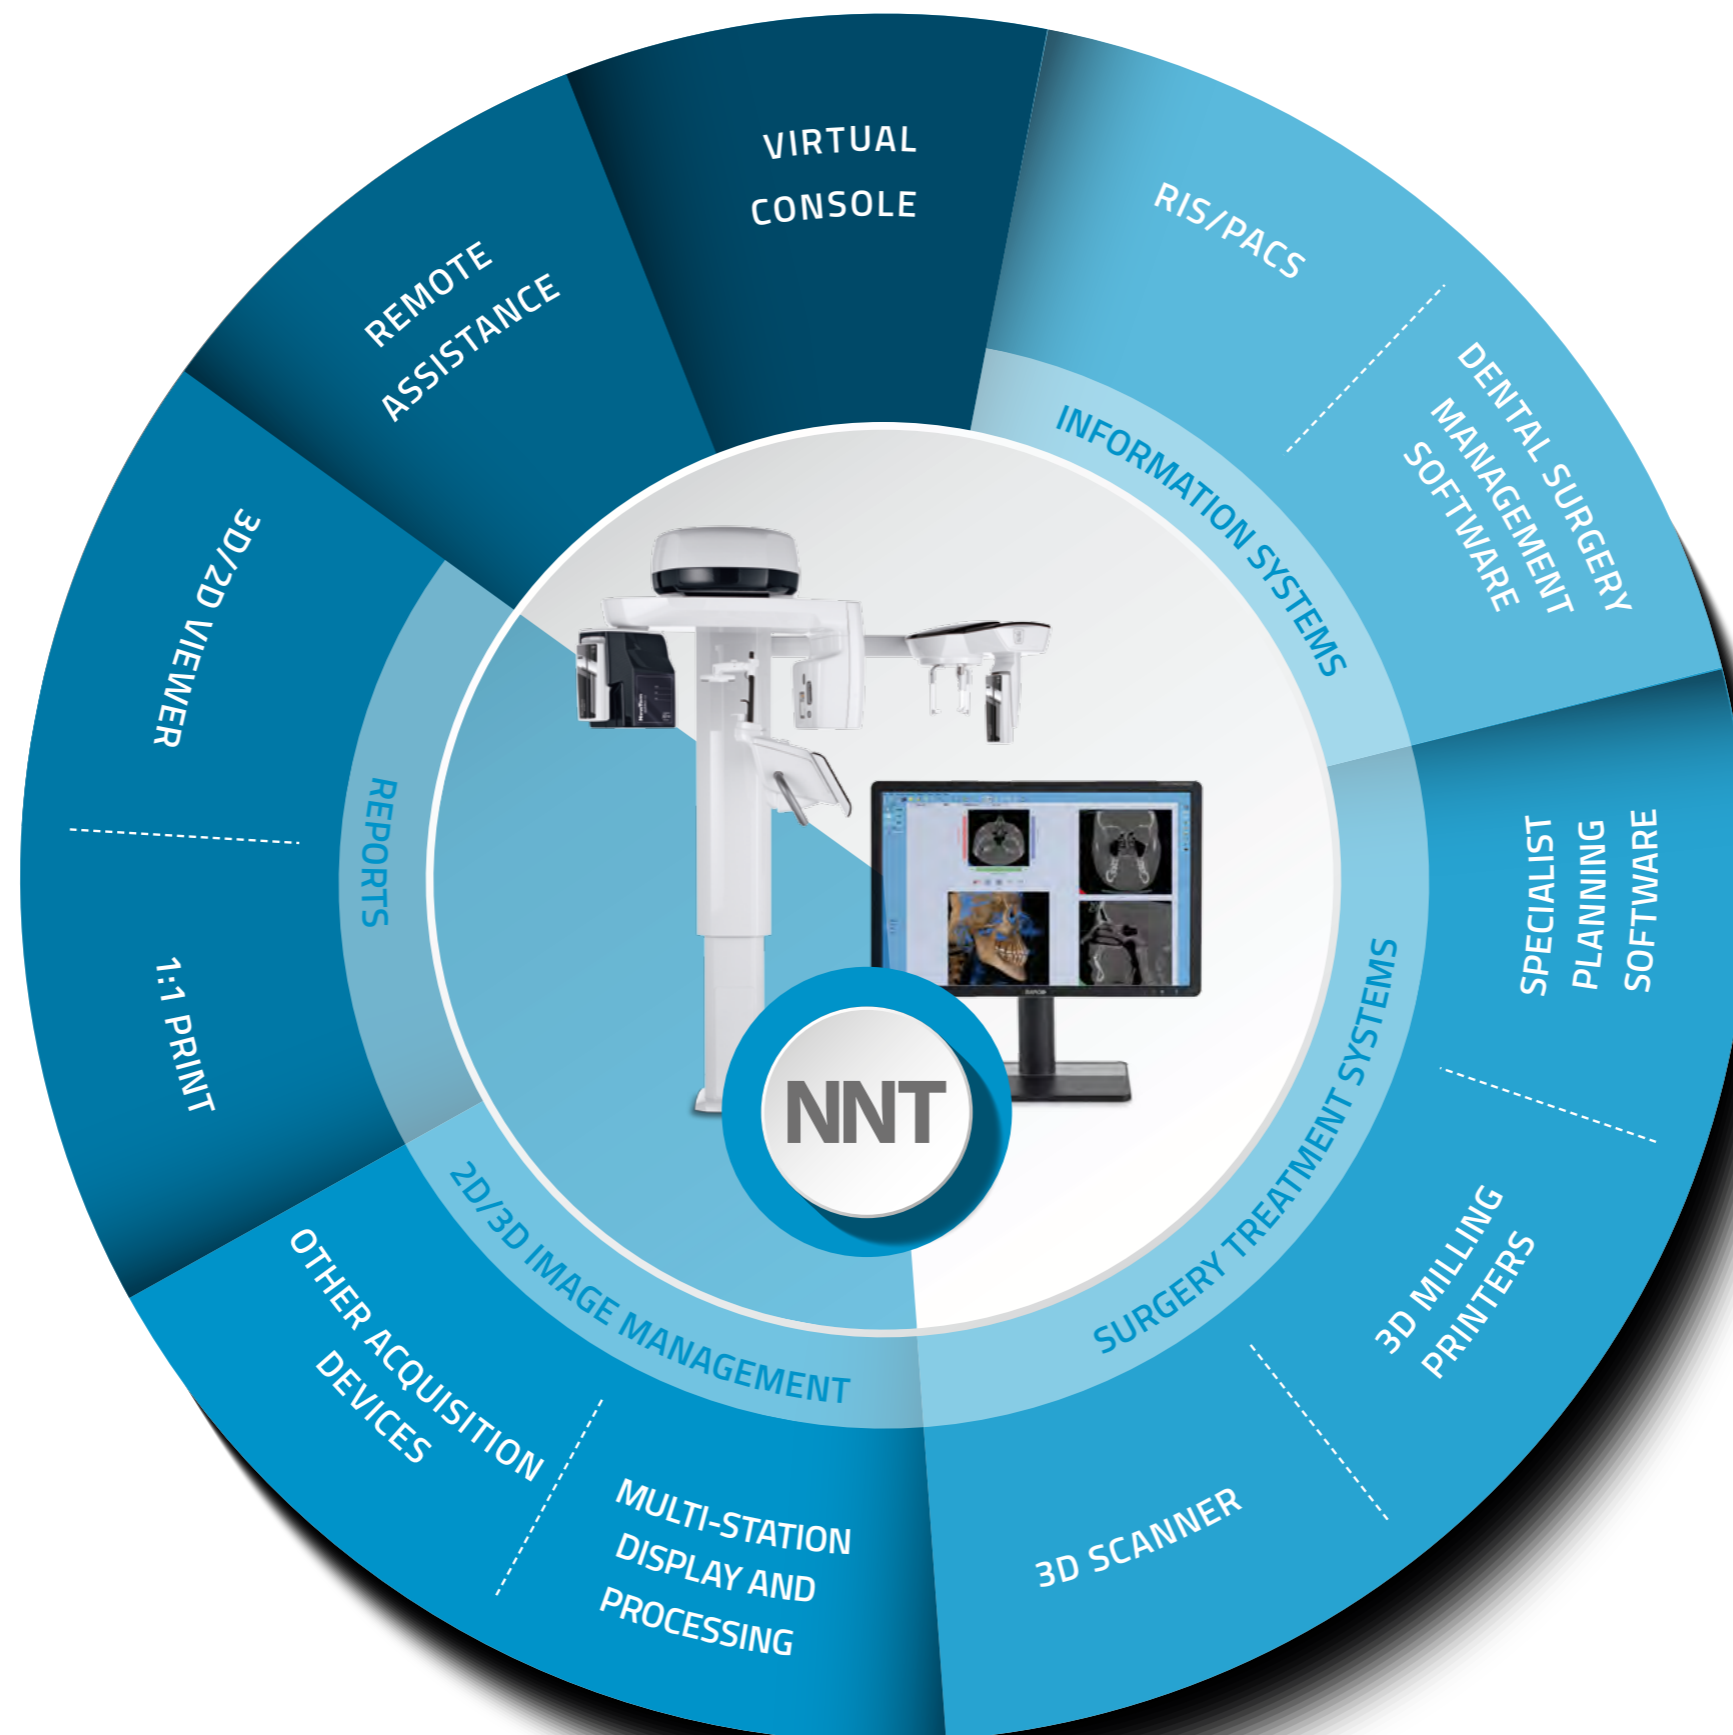 VIRTUAL
CONSOLE
RIS/PACS
DENTAL SURGERY
MANAGEMENT
SOFTWARE
INFORMATION SYSTEMS
SPECIALIST
PLANNING
SOFTWARE
3D MILLING
PRINTERS
3D SCANNER
SURGERY TREATMENT SYSTEMS
MULTI-STATION
DISPLAY AND
PROCESSING
OTHER ACQUISITION
DEVICES
2D/3D IMAGE MANAGEMENT
1:1 PRINT
3D/2D VIEWER
REPORTS
REMOTE
ASSISTANCE
NNT